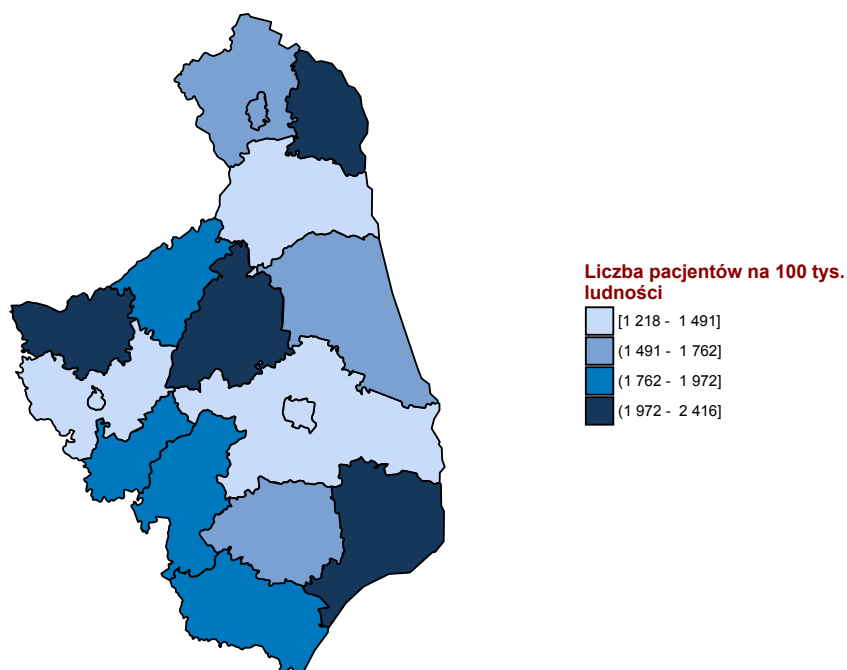 Liczba pacjentów na 100 tys.
ludności
[1 218 - 1 491]
(1 491 - 1 762]
(1 762 - 1 972]
(1 972 - 2 416]